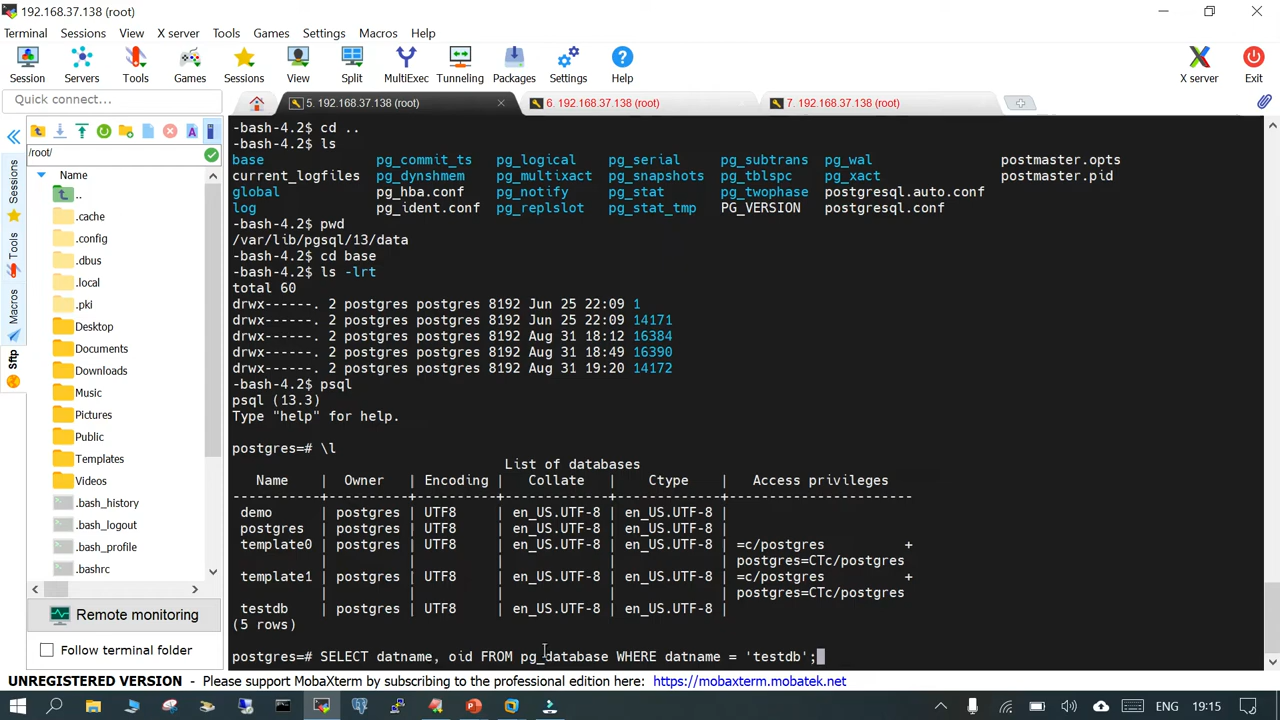 192.168.37.138 (root)
Terminal Sessions View X server Tools Games Settings Macros Help
Session Servers Tools Games Sessions View Split MultiExec Tunneling Packages Settings Help X server Exit
Quick connect...
5. 192.168.37.138 (root)
6. 192.168.37.138 (root)
7. 192.168.37.138 (root)
Sessions
Tools
Macros
Sftp
/root/
Name
..
.cache
.config
.dbus
.local
.pki
Desktop
Documents
Downloads
Music
Pictures
Public
Templates
Videos
.bash_history
.bash_logout
.bash_profile
.bashrc
Remote monitoring
Follow terminal folder
-bash-4.2$ cd ..
-bash-4.2$ ls
base pg_commit_ts pg_logical pg_serial pg_subtrans pg_wal postmaster.opts
current_logfiles pg_dynshmem pg_multixact pg_snapshots pg_tblspc pg_xact postmaster.pid
global pg_hba.conf pg_notify pg_stat pg_twophase postgresql.auto.conf
log pg_ident.conf pg_replslot pg_stat_tmp PG_VERSION postgresql.conf
-bash-4.2$ pwd
/var/lib/pgsql/13/data
-bash-4.2$ cd base
-bash-4.2$ ls -lrt
total 60
drwx------. 2 postgres postgres 8192 Jun 25 22:09 1
drwx------. 2 postgres postgres 8192 Jun 25 22:09 14171
drwx------. 2 postgres postgres 8192 Aug 31 18:12 16384
drwx------. 2 postgres postgres 8192 Aug 31 18:49 16390
drwx------. 2 postgres postgres 8192 Aug 31 19:20 14172
-bash-4.2$ psql
psql (13.3)
Type "help" for help.
postgres=# \l
List of databases
Name | Owner | Encoding | Collate | Ctype | Access privileges
-----------+----------+----------+-------------+-------------+-----------------------
demo | postgres | UTF8 | en_US.UTF-8 | en_US.UTF-8 |
postgres | postgres | UTF8 | en_US.UTF-8 | en_US.UTF-8 |
template0 | postgres | UTF8 | en_US.UTF-8 | en_US.UTF-8 | =c/postgres +
| | | | | postgres=CTc/postgres
template1 | postgres | UTF8 | en_US.UTF-8 | en_US.UTF-8 | =c/postgres +
| | | | | postgres=CTc/postgres
testdb | postgres | UTF8 | en_US.UTF-8 | en_US.UTF-8 |
(5 rows)
postgres=# SELECT datname, oid FROM pg_database WHERE datname = 'testdb';
UNREGISTERED VERSION - Please support MobaXterm by subscribing to the professional edition here: https://mobaxterm.mobatek.net
ENG 19:15